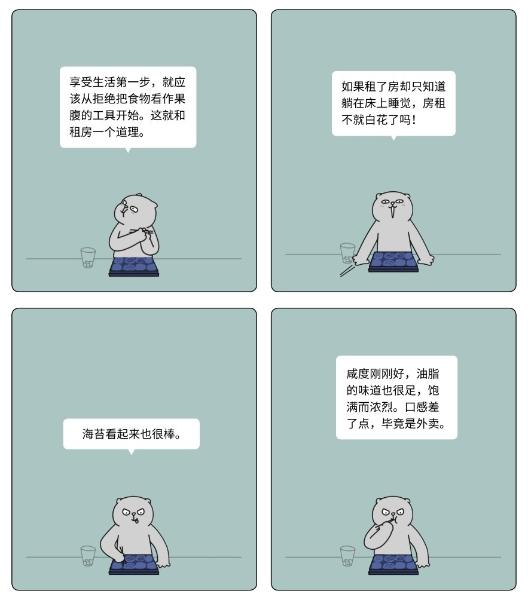 享受生活第一步，就应
该从拒绝把食物看作果
腹的工具开始。这就和
租房一个道理。
如果租了房却只知道
躺在床上睡觉，房租
不就白花了吗！
海苔看起来也很棒。
咸度刚刚好，油脂
的味道也很足，饱
满而浓烈。口感差
了点，毕竟是外卖。